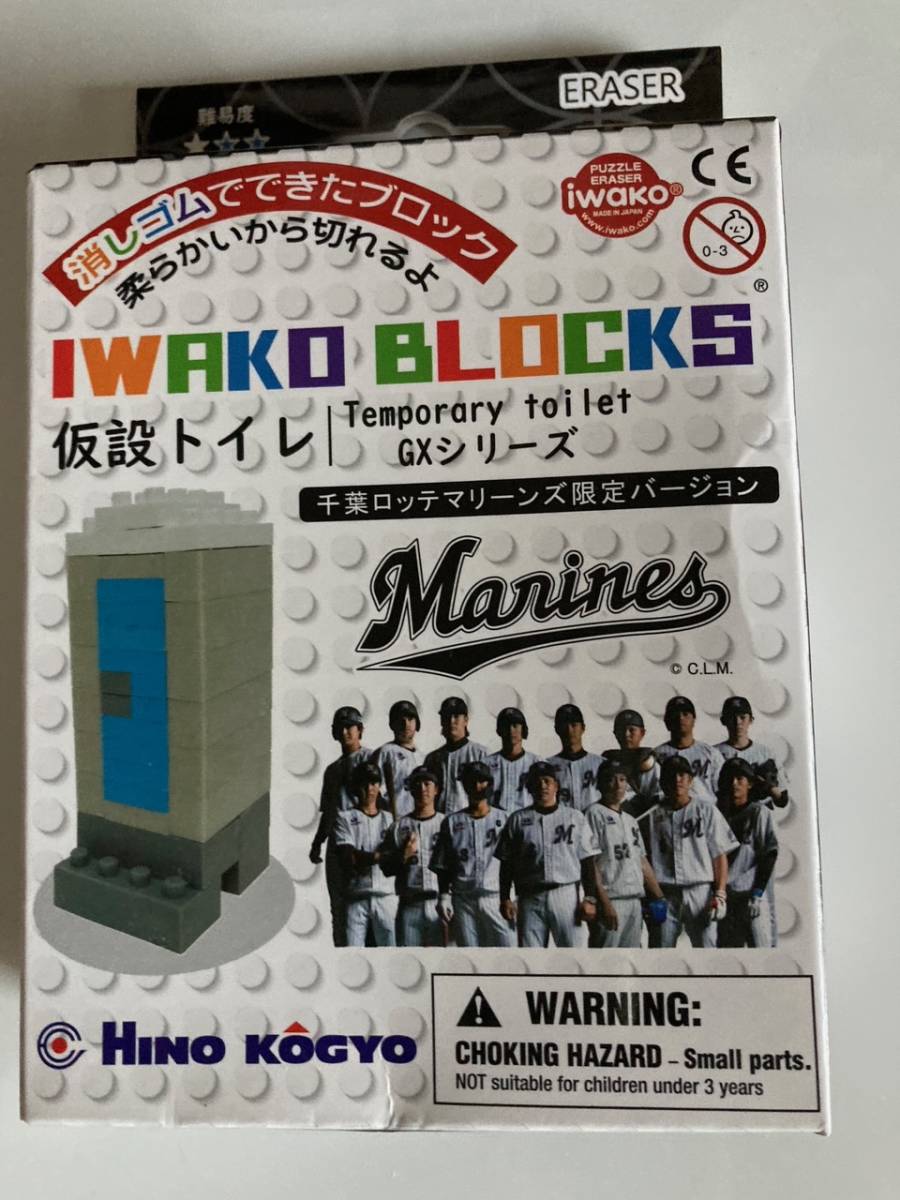 難易度
ERASER
消しゴムでできたブロック
柔らかいから切れるよ
PUZZLE
ERASER
iwako®
MADE IN JAPAN
www.iwako.com
CE
0-3
IWAKO BLOCKS®
仮設トイレ
Temporary toilet
GXシリーズ
千葉ロッテマリーンズ限定バージョン
Marines
© C.L.M.
M
M
M
52
HINO KÔGYO
WARNING:
CHOKING HAZARD – Small parts.
NOT suitable for children under 3 years